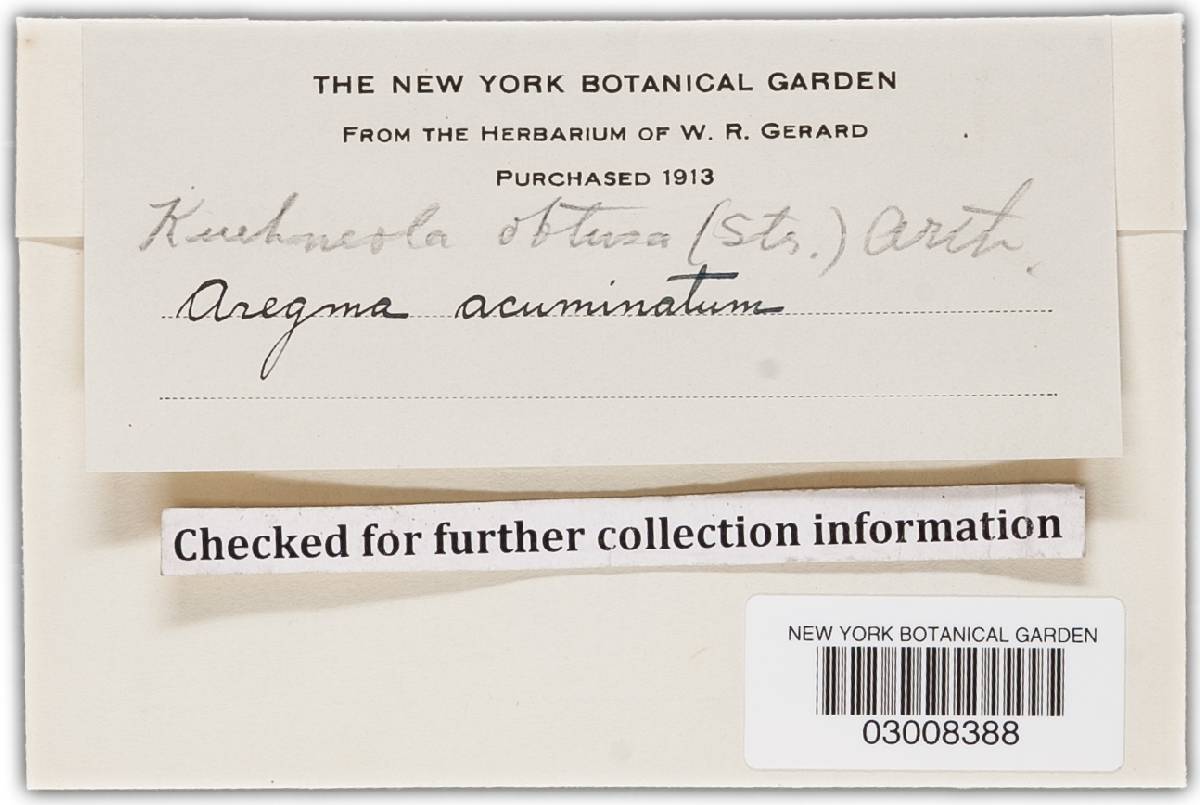 THE NEW YORK BOTANICAL GARDEN
FROM THE HERBARIUM OF W. R. GERARD
PURCHASED 1913
Kuehneola obtusa (Str.) Arth.
Aregma acuminatum
Checked for further collection information
NEW YORK BOTANICAL GARDEN
03008388